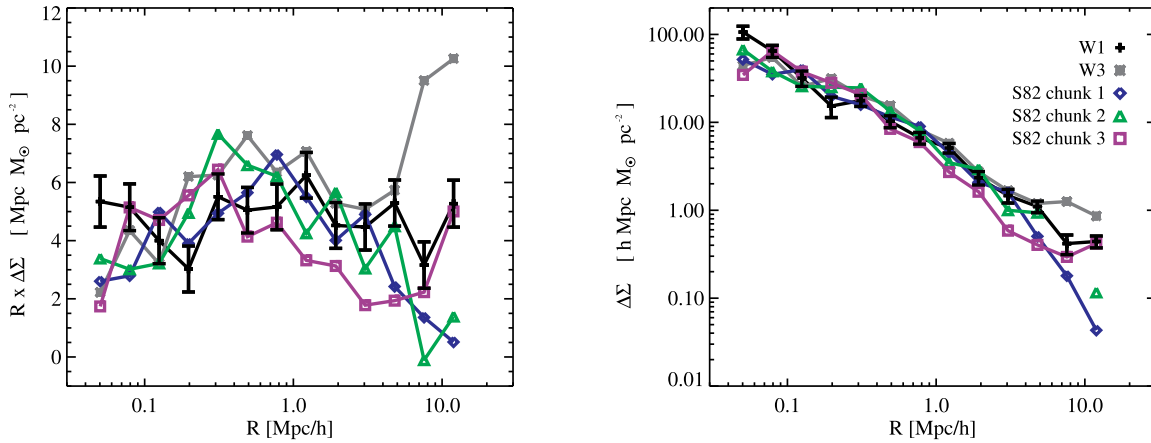 12
10
8
6
4
2
0
R x ΔΣ [ Mpc M☉ pc⁻² ]
0.1 1.0 10.0
R [Mpc/h]
100.00
10.00
1.00
0.10
0.01
ΔΣ [ h Mpc M☉ pc⁻² ]
W1
W3
S82 chunk 1
S82 chunk 2
S82 chunk 3
0.1 1.0 10.0
R [Mpc/h]